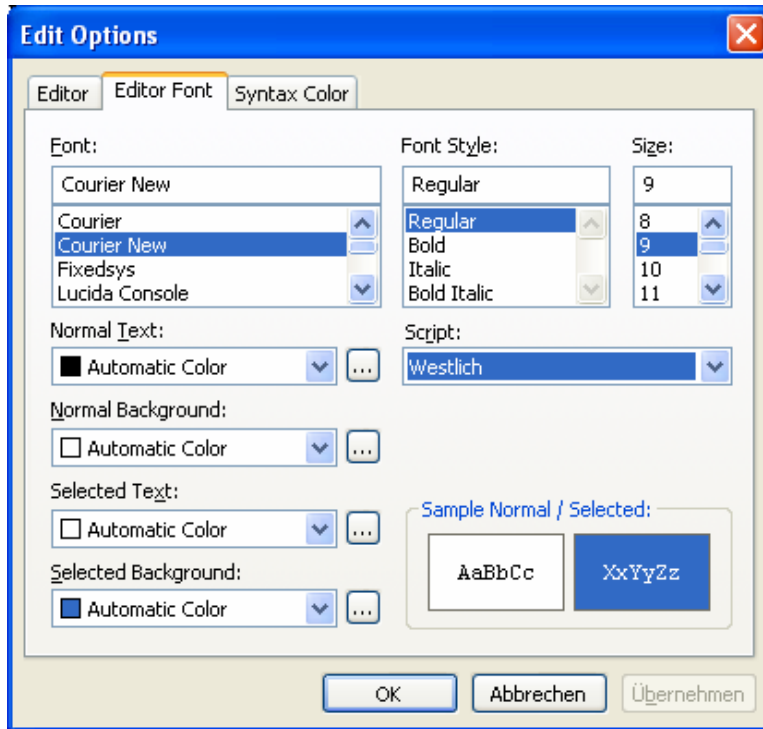 Edit Options
Editor Editor Font Syntax Color
Font: Font Style: Size:
Courier New Regular 9
Courier Regular 8
Courier New Bold 9
Fixedsys Italic 10
Lucida Console Bold Italic 11
Normal Text: Script:
Automatic Color ... Westlich
Normal Background:
Automatic Color ...
Selected Text:
Automatic Color ...
Sample Normal / Selected:
AaBbCc XxYyZz
Selected Background:
Automatic Color ...
OK Abbrechen Übernehmen